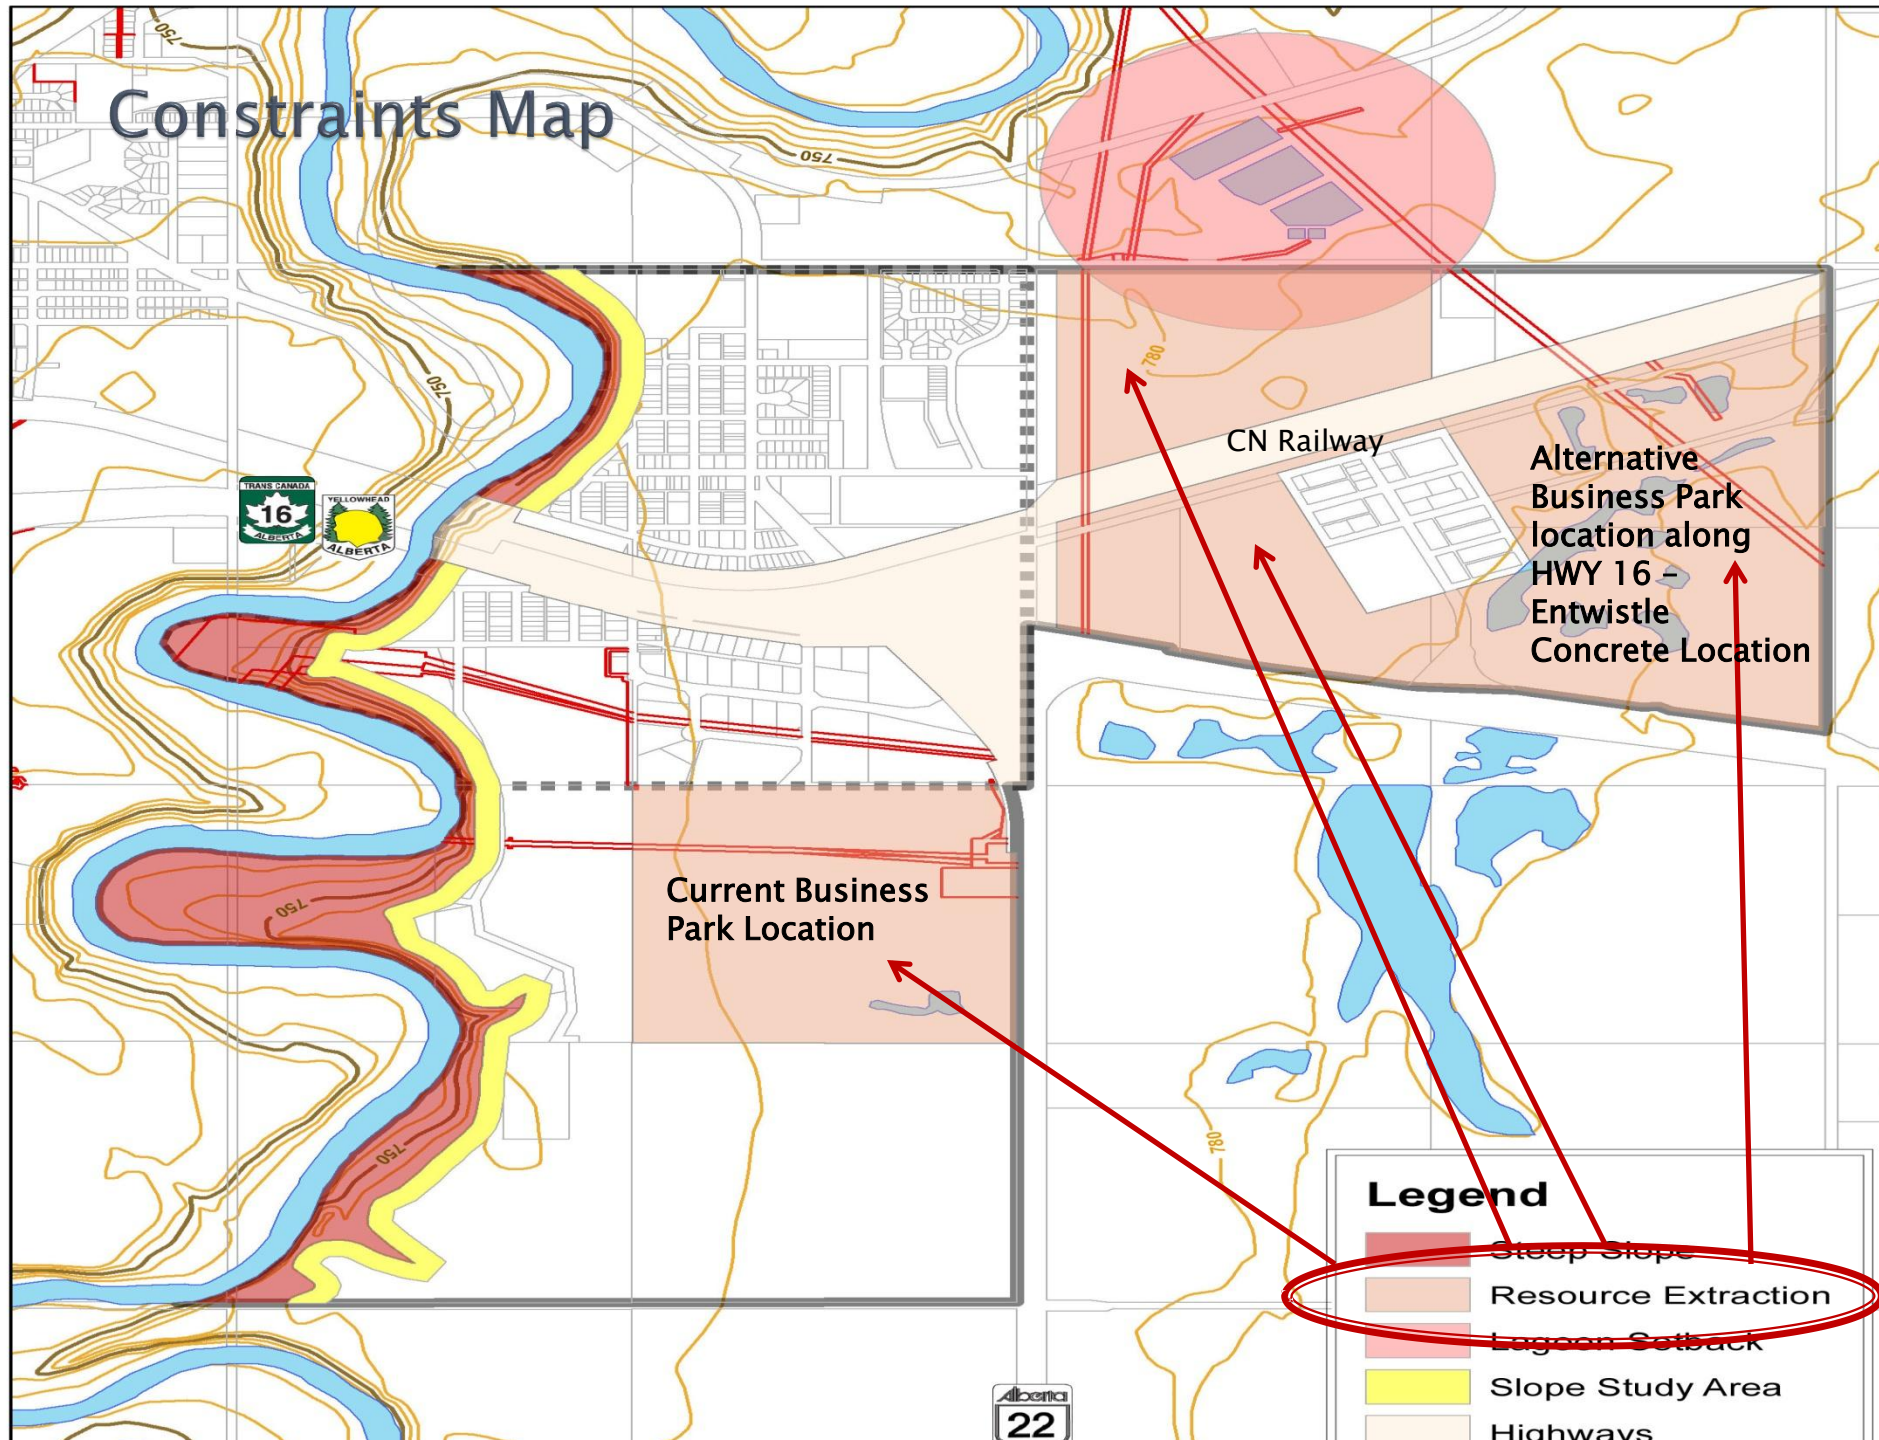 750
Constraints Map
750
780
750
CN Railway
TRANS CANADA
16
ALBERTA
YELLOWHEAD
ALBERTA
Alternative
Business Park
location along
HWY 16 –
Entwistle
Concrete Location
Current Business
Park Location
750
750
780
Legend
Steep Slope
Resource Extraction
Lagoon Setback
Slope Study Area
Highways
Alberta
22